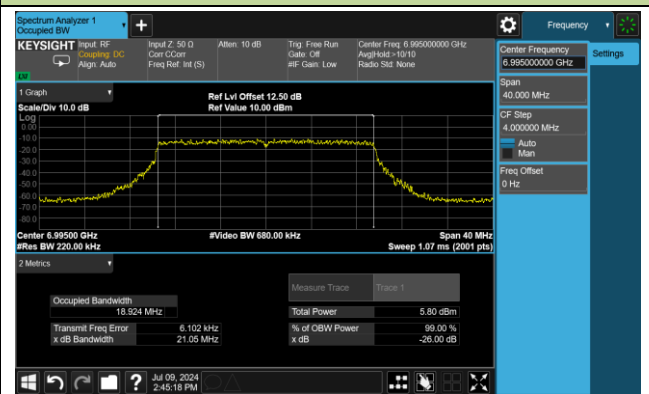 Spectrum Analyzer 1
Occupied BW
+
Frequency
KEYSIGHT
Input: RF
Coupling: DC
Align: Auto
Input Z: 50 Ω
Corr CCorr
Freq Ref: Int (S)
Atten: 10 dB
Trig: Free Run
Gate: Off
#IF Gain: Low
Center Freq: 6.995000000 GHz
Avg|Hold:>10/10
Radio Std: None
Center Frequency
6.995000000 GHz
Settings
Span
40.000 MHz
CF Step
4.000000 MHz
Auto
Man
Freq Offset
0 Hz
1 Graph
Scale/Div 10.0 dB
Ref Lvl Offset 12.50 dB
Ref Value 10.00 dBm
Log
0.00
-10.0
-20.0
-30.0
-40.0
-50.0
-60.0
-70.0
-80.0
Center 6.99500 GHz
#Res BW 220.00 kHz
#Video BW 680.00 kHz
Span 40 MHz
Sweep 1.07 ms (2001 pts)
2 Metrics
Measure Trace
Trace 1
Occupied Bandwidth
18.924 MHz
Total Power
5.80 dBm
Transmit Freq Error
6.102 kHz
% of OBW Power
99.00 %
x dB Bandwidth
21.05 MHz
x dB
-26.00 dB
?
Jul 09, 2024
2:45:18 PM